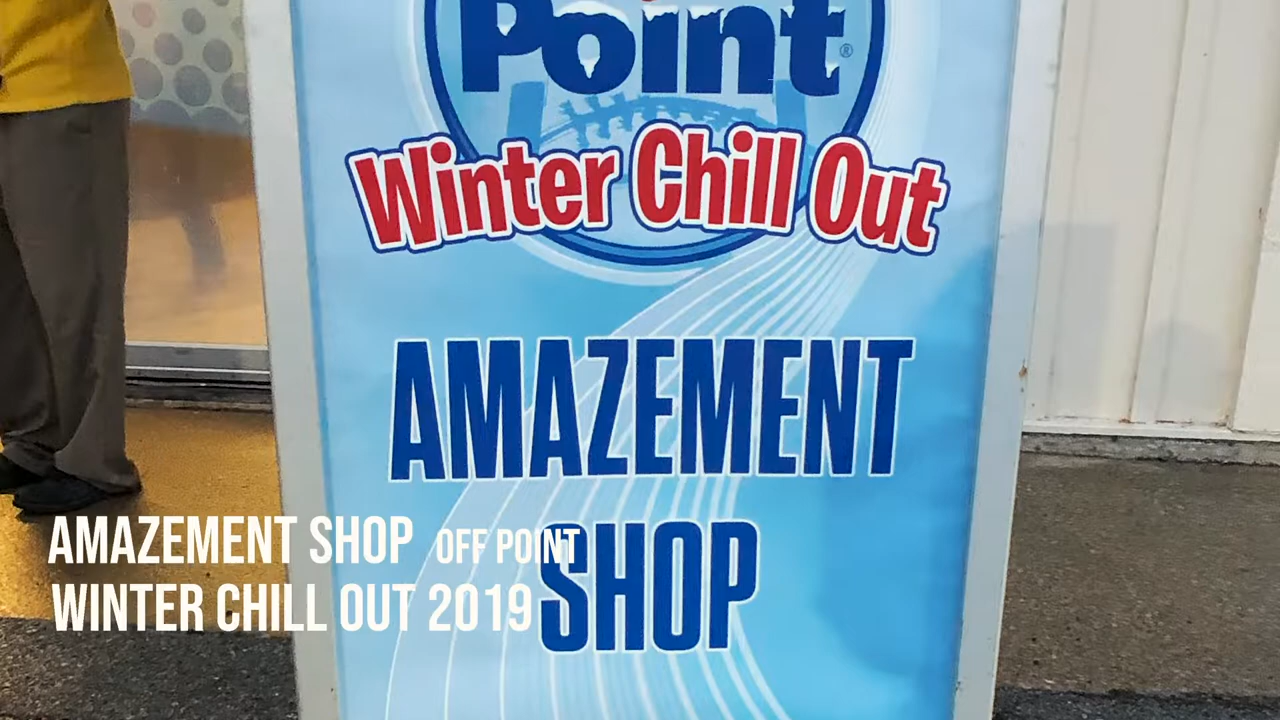 Point®
Winter Chill Out
AMAZEMENT
SHOP
AMAZEMENT SHOP OFF POINT
WINTER CHILL OUT 2019